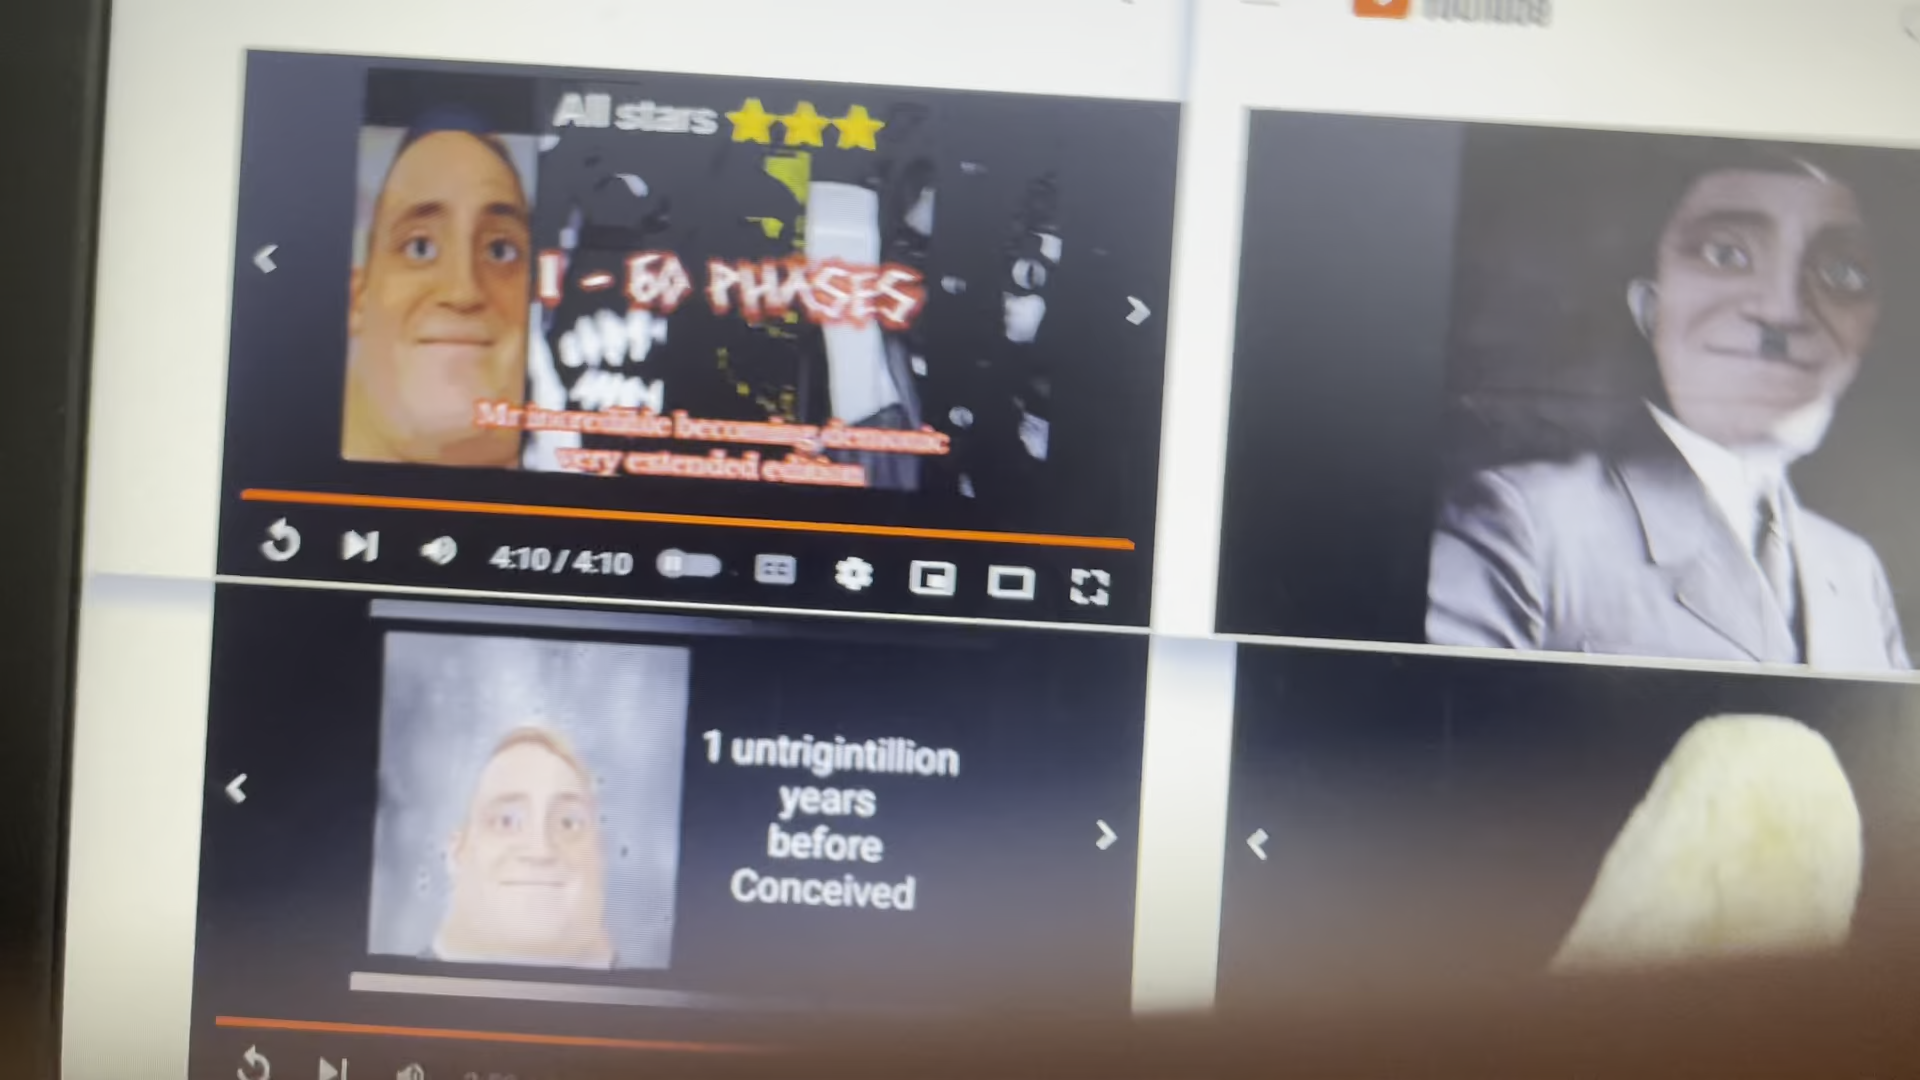 YouTube
All stars
1 - 60 PHASES
Mr incredible becoming demonic
very extended edition
4:10 / 4:10
1 untrigintillion
years
before
Conceived